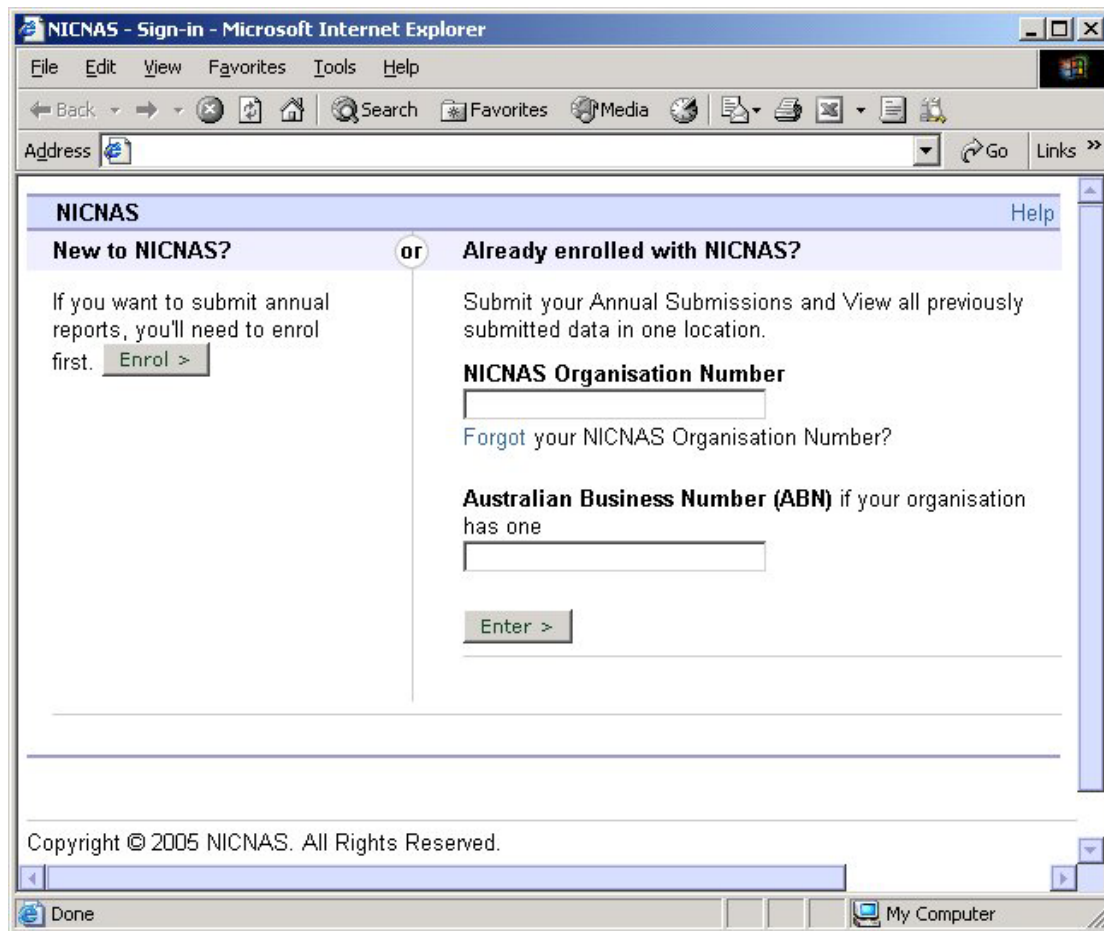 NICNAS - Sign-in - Microsoft Internet Explorer
File Edit View Favorites Tools Help
Back Search Favorites Media
Address Go Links »
NICNAS Help
New to NICNAS? or Already enrolled with NICNAS?
If you want to submit annual
reports, you'll need to enrol
first. Enrol >
Submit your Annual Submissions and View all previously
submitted data in one location.
NICNAS Organisation Number
Forgot your NICNAS Organisation Number?
Australian Business Number (ABN) if your organisation
has one
Enter >
Copyright © 2005 NICNAS. All Rights Reserved.
Done My Computer